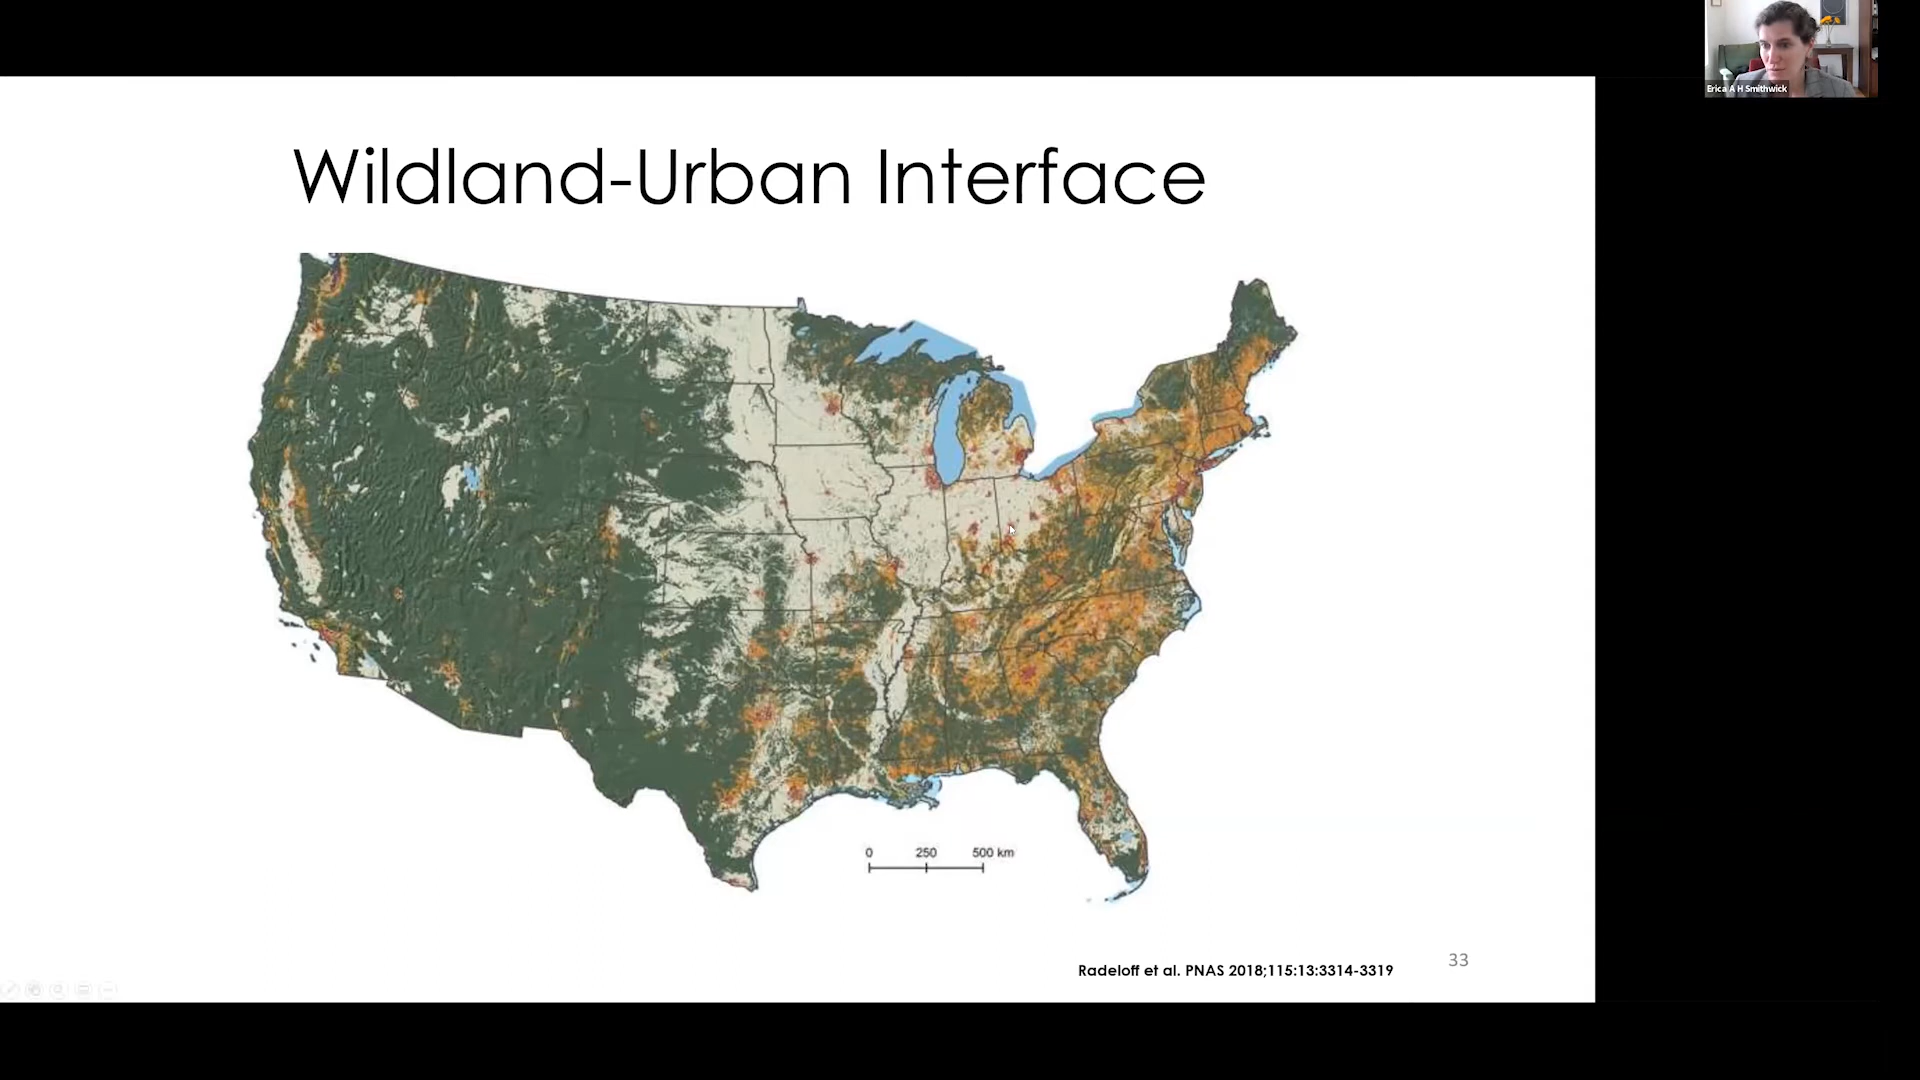 Erica A H Smithwick
Wildland-Urban Interface
0 250 500 km
Radeloff et al. PNAS 2018;115:13:3314-3319
33